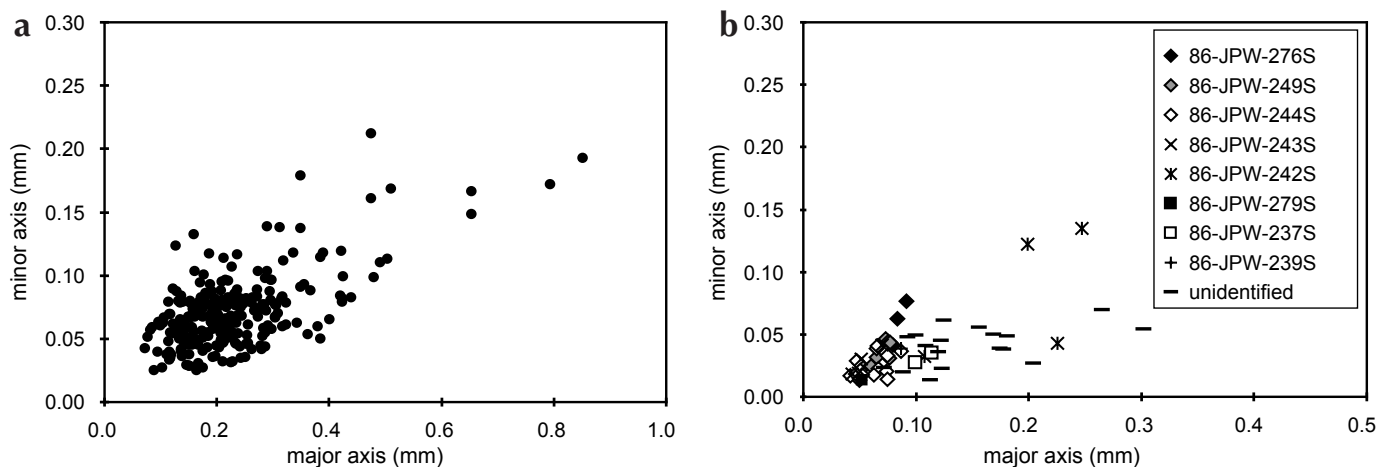 a
0.30
0.25
0.20
0.15
0.10
0.05
0.00
minor axis (mm)
0.0 0.2 0.4 0.6 0.8 1.0
major axis (mm)
b
0.30
0.25
0.20
0.15
0.10
0.05
0.00
minor axis (mm)
0.0 0.10 0.2 0.3 0.4 0.5
major axis (mm)
86-JPW-276S
86-JPW-249S
86-JPW-244S
86-JPW-243S
86-JPW-242S
86-JPW-279S
86-JPW-237S
86-JPW-239S
unidentified